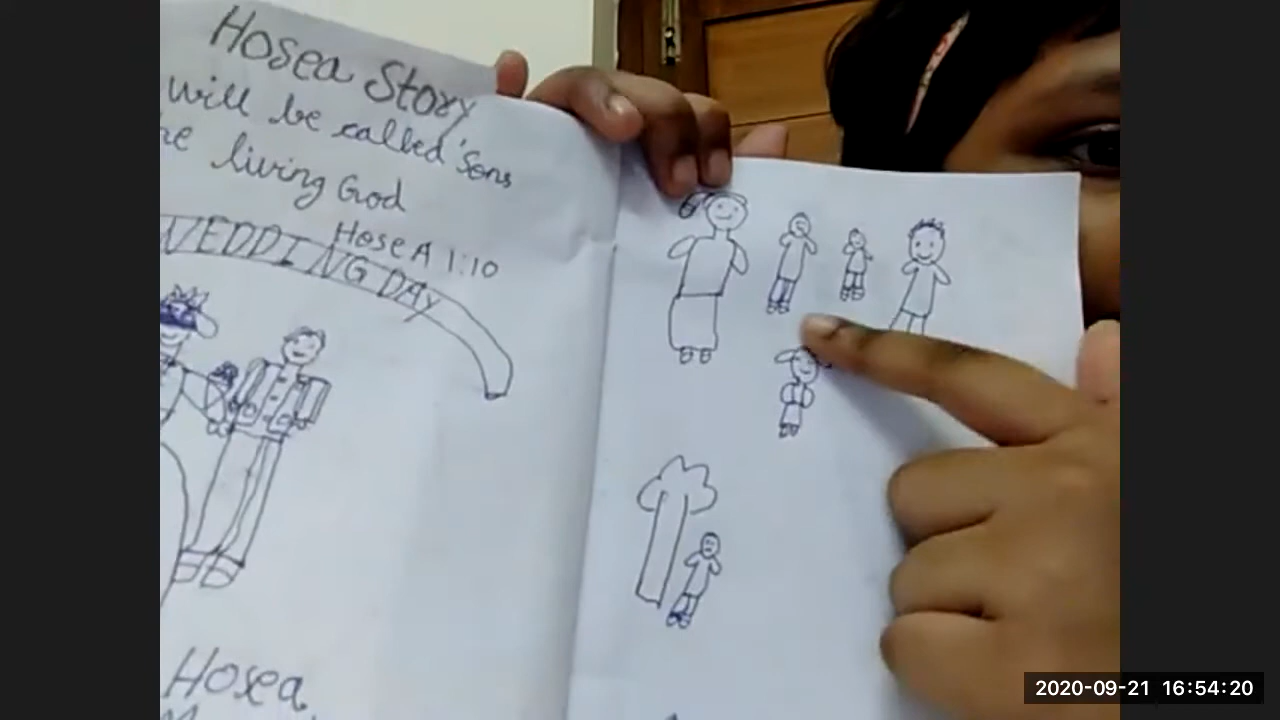 Hosea Story
will be called 'Sons
living God
Hosea 1:10
WEDDING DAY
Hosea
2020-09-21 16:54:20